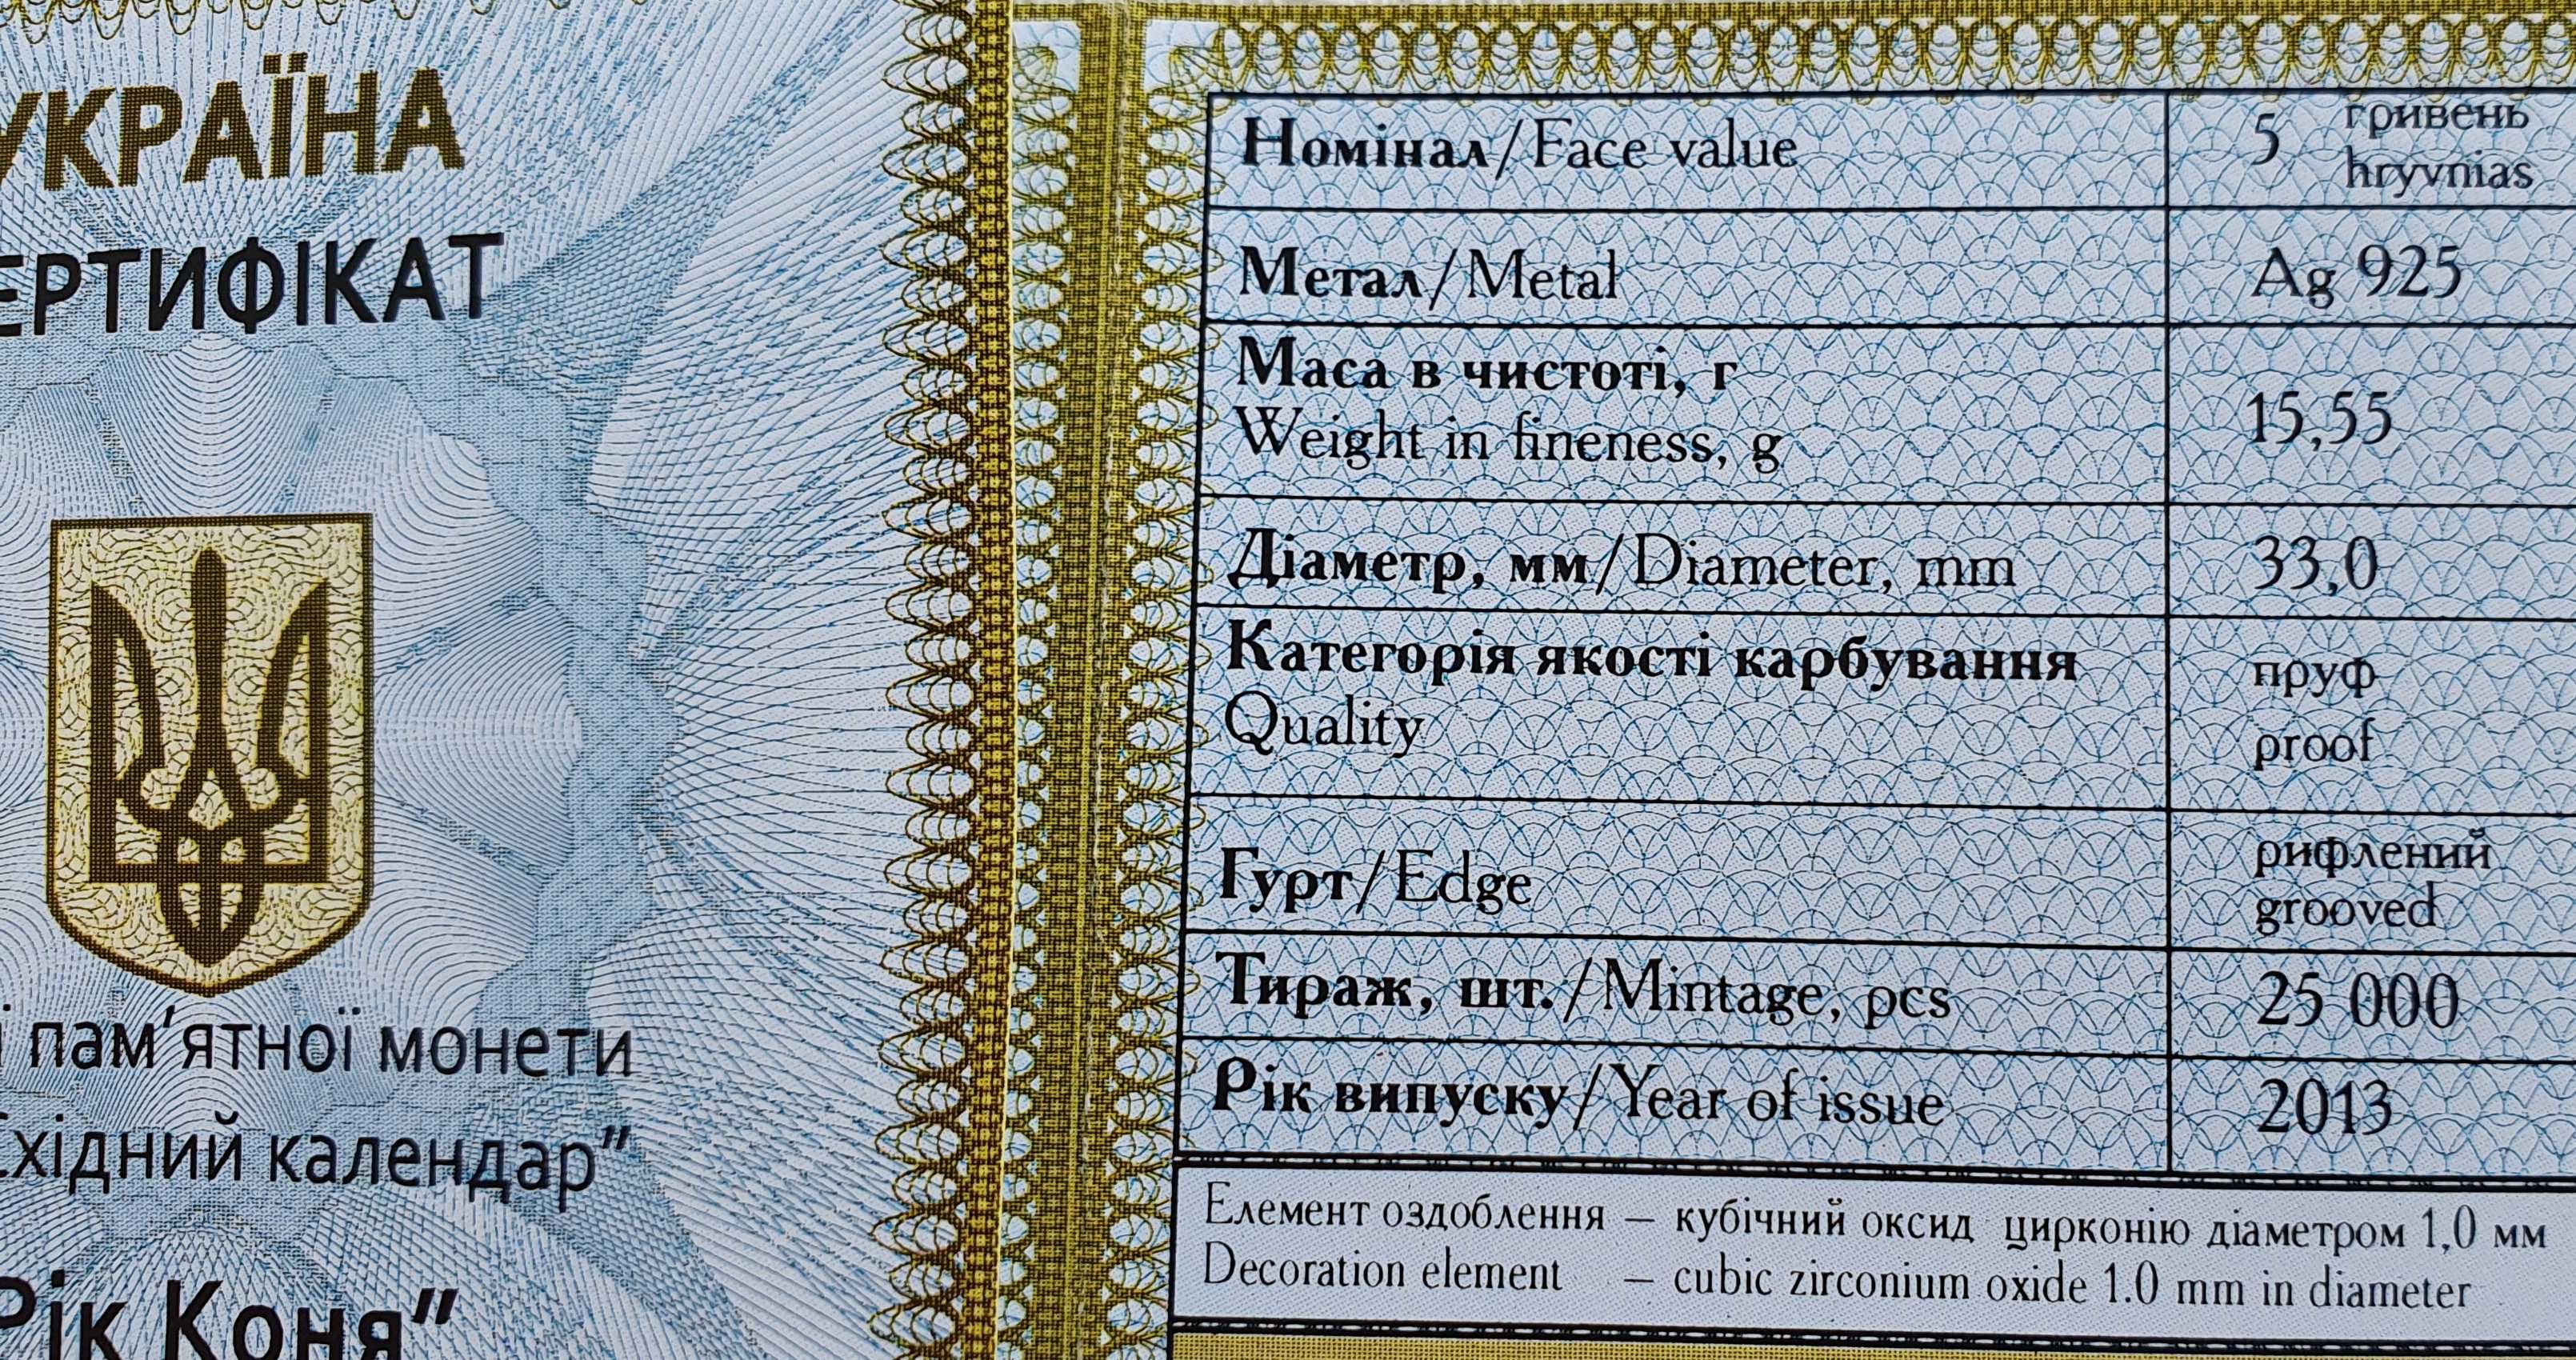 УКРАЇНА
ЕРТИФІКАТ
ї пам'ятної монети
східний календар"
Рік Коня"
Номінал/Face value 5 гривень
hryvnias
Метал/Metal Ag 925
Маса в чистоті, г
Weight in fineness, g 15,55
Діаметр, мм/Diameter, mm 33,0
Категорія якості карбування пруф
Quality proof
Гурт/Edge рифлений
grooved
Тираж, шт./Mintage, pcs 25 000
Рік випуску/Year of issue 2013
Елемент оздоблення – кубічний оксид цирконію діаметром 1,0 мм
Decoration element – cubic zirconium oxide 1.0 mm in diameter